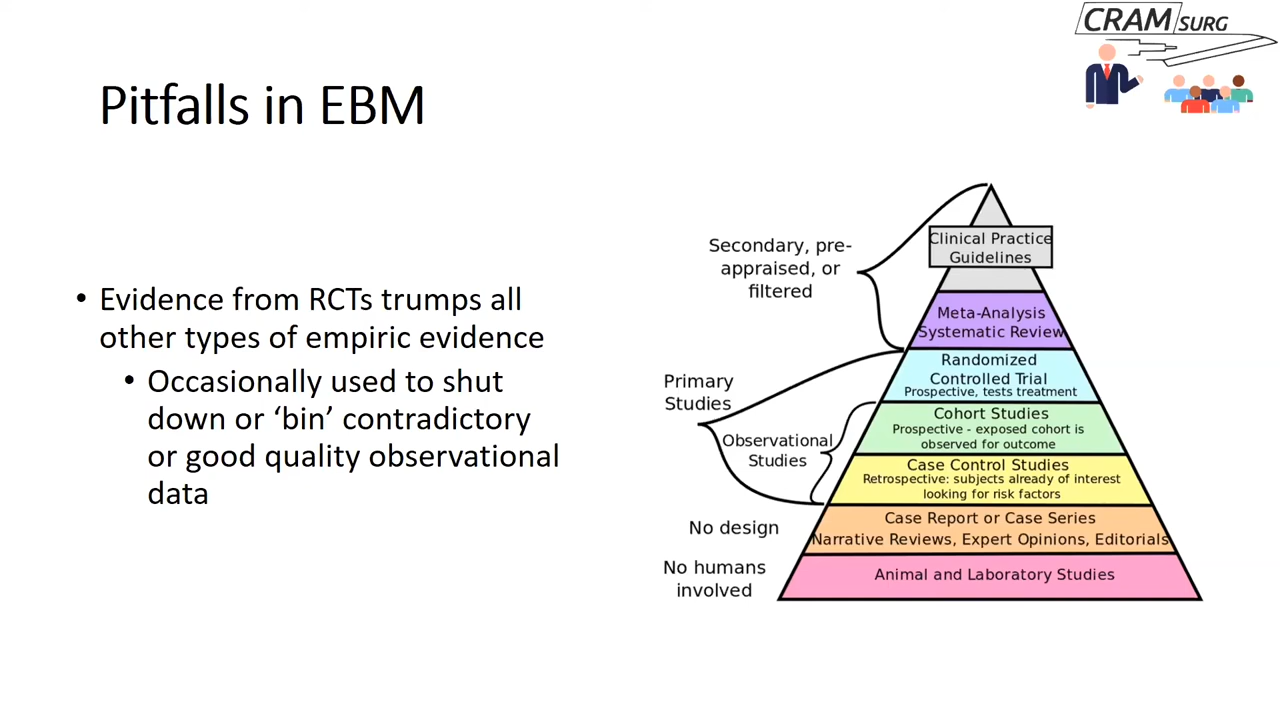 CRAM SURG
Pitfalls in EBM
• Evidence from RCTs trumps all
other types of empiric evidence
• Occasionally used to shut
down or ‘bin’ contradictory
or good quality observational
data
Secondary, pre-
appraised, or
filtered
Primary
Studies
Observational
Studies
No design
No humans
involved
Clinical Practice
Guidelines
Meta-Analysis
Systematic Review
Randomized
Controlled Trial
Prospective, tests treatment
Cohort Studies
Prospective - exposed cohort is
observed for outcome
Case Control Studies
Retrospective: subjects already of interest
looking for risk factors
Case Report or Case Series
Narrative Reviews, Expert Opinions, Editorials
Animal and Laboratory Studies